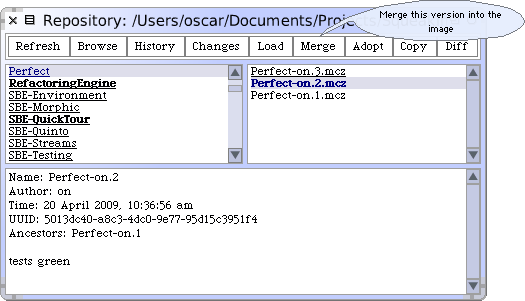 Repository: /Users/oscar/Documents/Proj
Merge this version into the
image
Refresh Browse History Changes Load Merge Adopt Copy Diff
Perfect
RefactoringEngine
SBE-Environment
SBE-Morphic
SBE-QuickTour
SBE-Quinto
SBE-Streams
SBE-Testing
Perfect-on.3.mcz
Perfect-on.2.mcz
Perfect-on.1.mcz
Name: Perfect-on.2
Author: on
Time: 20 April 2009, 10:36:56 am
UUID: 5013dc40-a8c3-4dc0-9e77-95d15c3951f4
Ancestors: Perfect-on.1
tests green